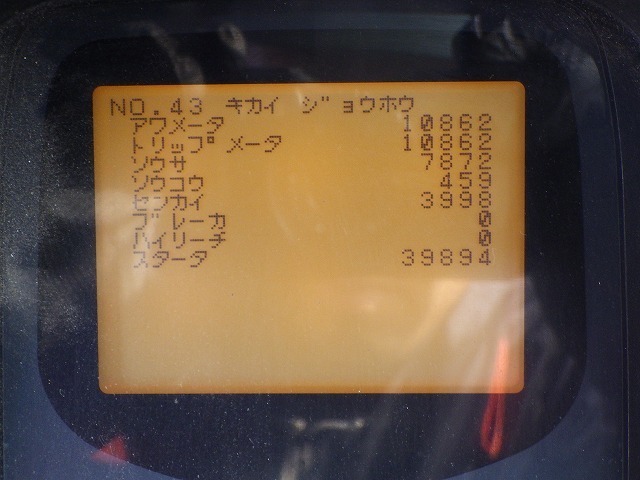 NO.43 キカイ ジョウホウ
アワメータ 10862
トリップ メータ 10862
ソウサ 7872
ソウコウ 459
センカイ 3998
ブレーカ 0
ハイリーチ 0
スタータ 39894